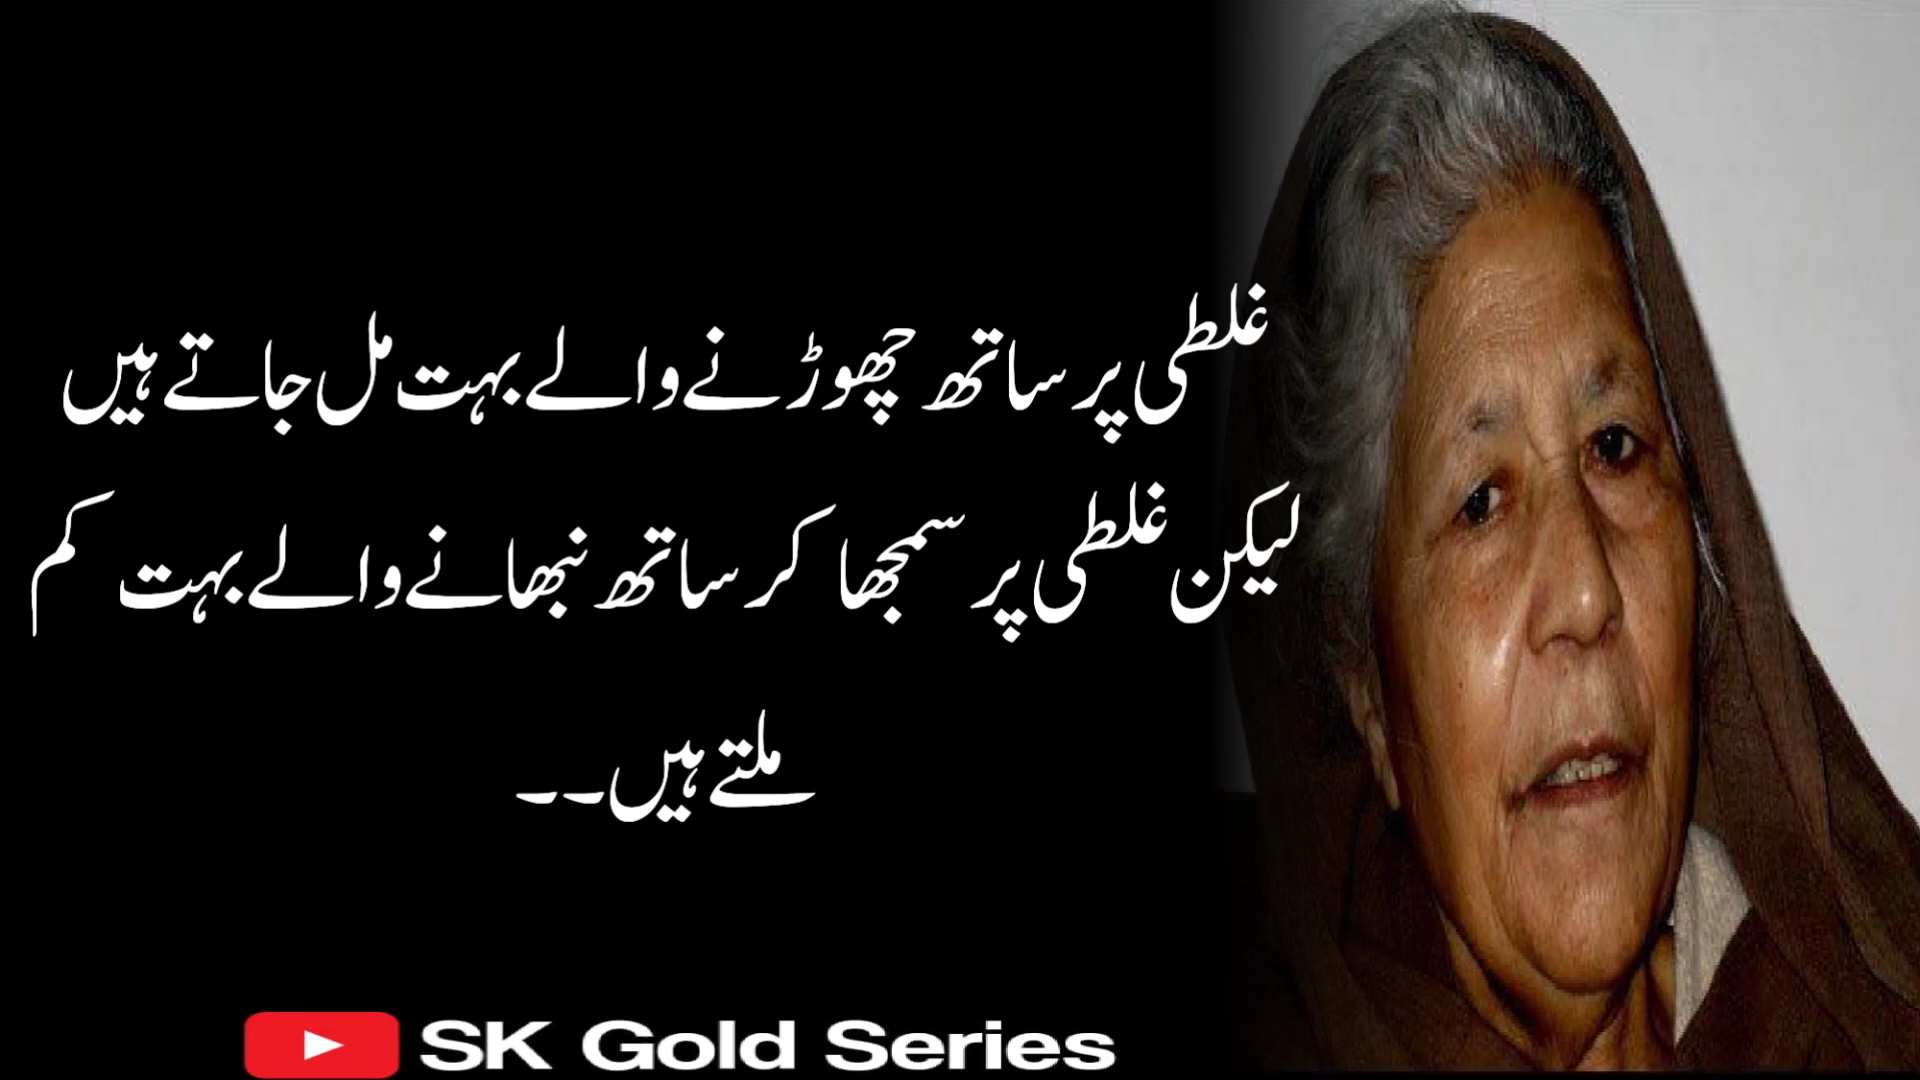 غلطی پر ساتھ چھوڑنے والے بہت مل جاتے ہیں
لیکن غلطی پر سمجھا کر ساتھ نبھانے والے بہت کم
ملتے ہیں۔۔
SK Gold Series